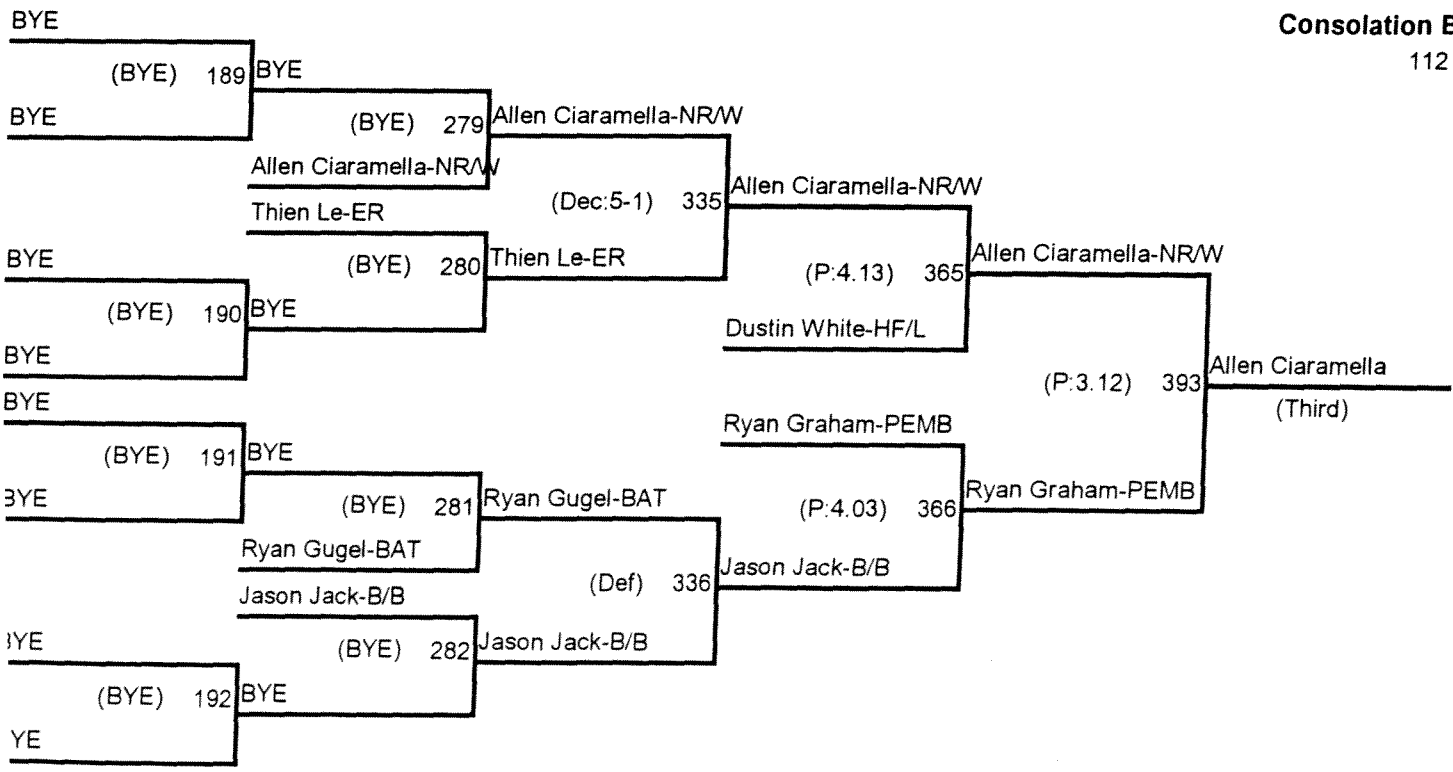 BYE
Consolation B
112
(BYE) 189 BYE
BYE
(BYE) 279 Allen Ciaramella-NR/W
Allen Ciaramella-NR/W
(Dec:5-1) 335 Allen Ciaramella-NR/W
Thien Le-ER
BYE
(BYE) 280 Thien Le-ER
(P:4.13) 365 Allen Ciaramella-NR/W
(BYE) 190 BYE
Dustin White-HF/L
BYE
(P:3.12) 393 Allen Ciaramella
(Third)
BYE
Ryan Graham-PEMB
(BYE) 191 BYE
BYE
(BYE) 281 Ryan Gugel-BAT
(P:4.03) 366 Ryan Graham-PEMB
Ryan Gugel-BAT
(Def) 336 Jason Jack-B/B
Jason Jack-B/B
BYE
(BYE) 282 Jason Jack-B/B
(BYE) 192 BYE
YE